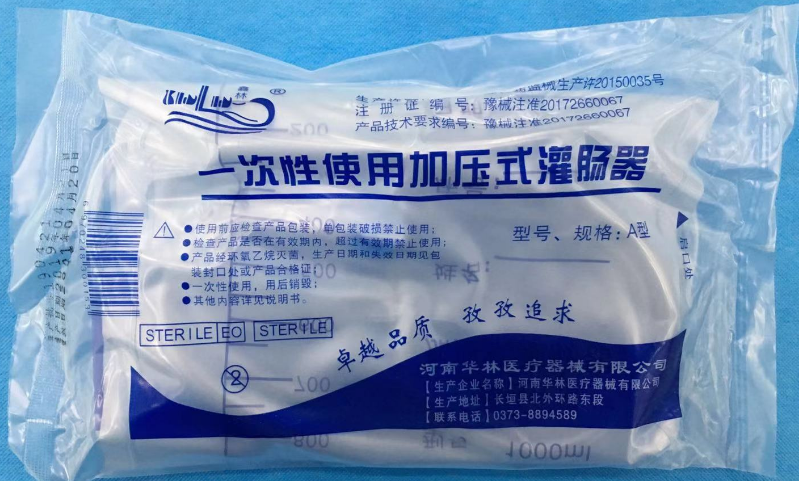 鑫林
®
生产许可证编号:豫食药监械生产许20150035号
注册证编号:豫械注准20172660067
产品技术要求编号:豫械注准20172660067
一次性使用加压式灌肠器
●使用前应检查产品包装,单包装破损禁止使用;
●检查产品是否在有效期内,超过有效期禁止使用;
●产品经环氧乙烷灭菌,生产日期和失效日期见包
装封口处或产品合格证;
●一次性使用,用后销毁;
●其他内容详见说明书。
型号、规格:A型
启口处
姓名:
STERILE EO STERILE
卓越品质 孜孜追求
2
河南华林医疗器械有限公司
【生产企业名称】河南华林医疗器械有限公司
【生产地址】长垣县北外环路东段
【联系电话】0373-8894589
700
800
1000ml